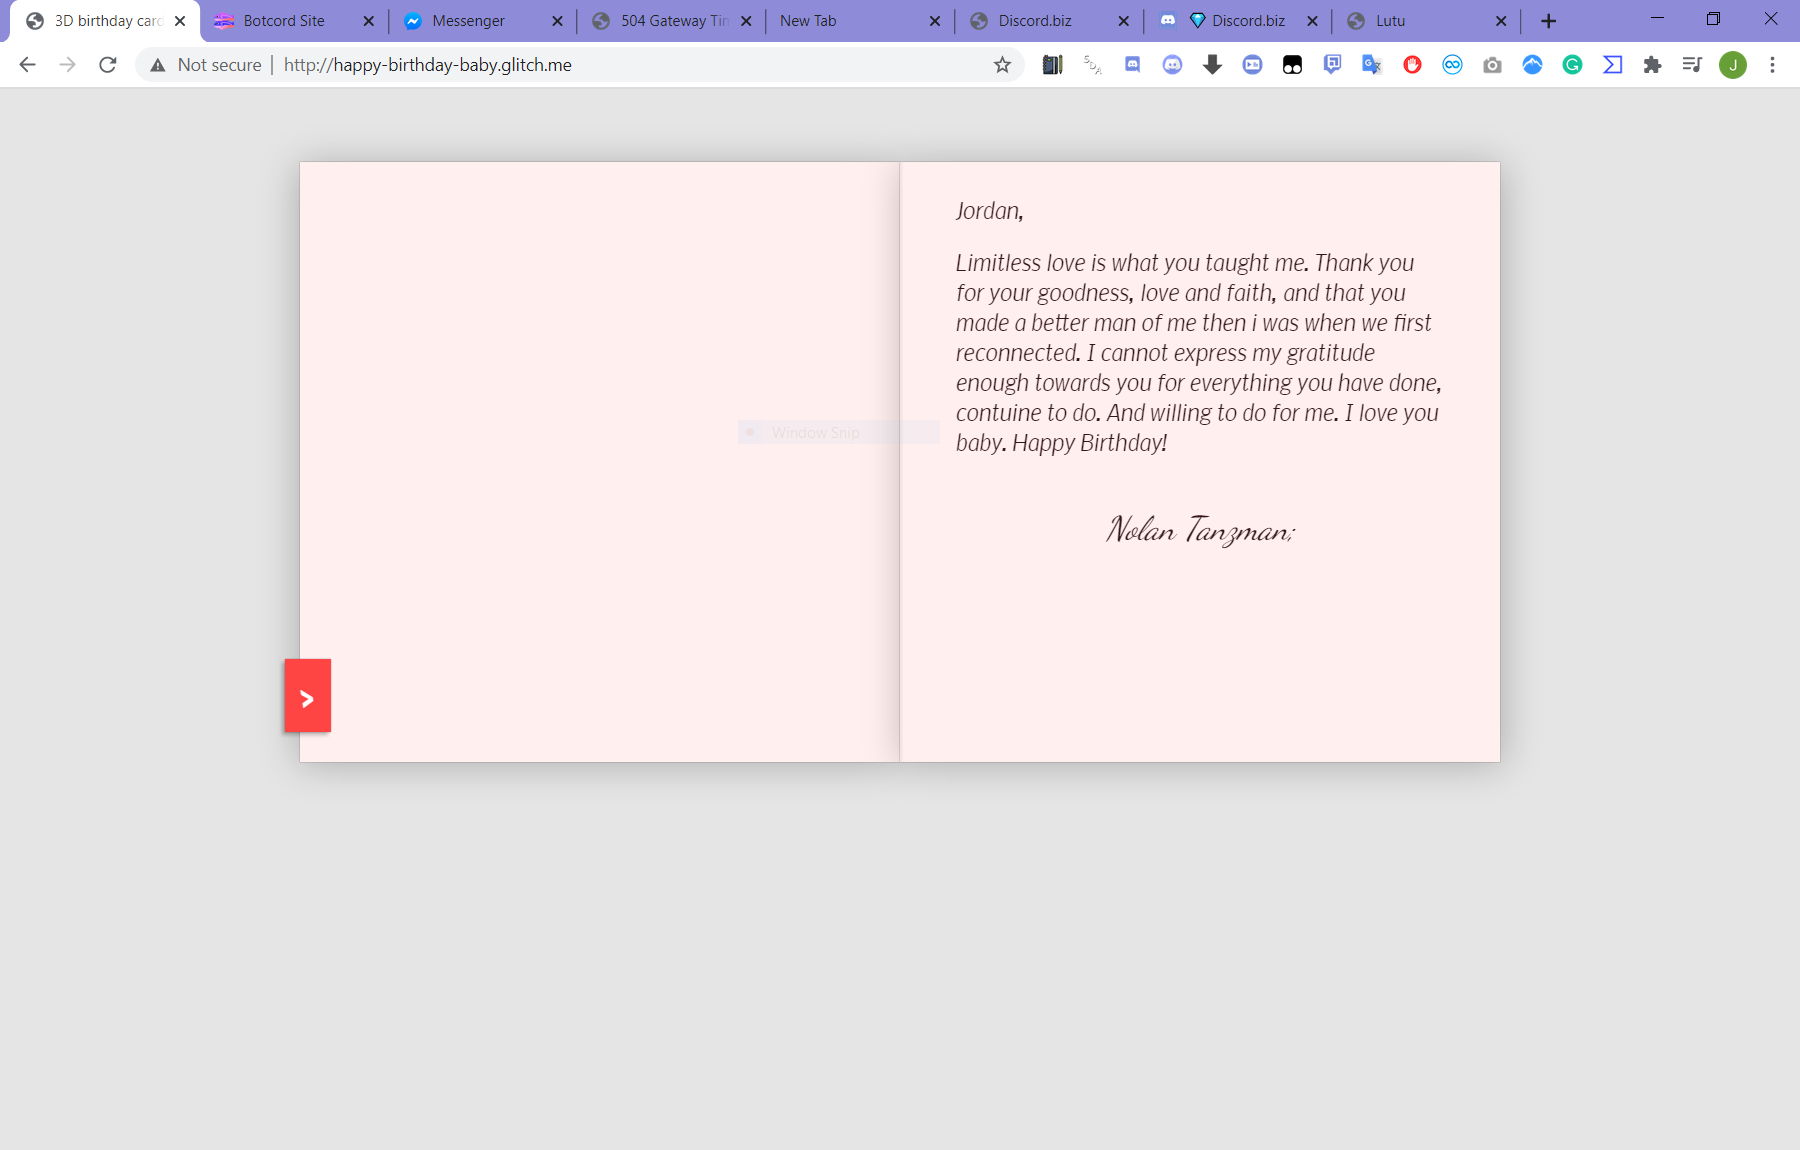 3D birthday card
Botcord Site
Messenger
504 Gateway Tim
New Tab
Discord.biz
Discord.biz
Lutu
Not secure
http://happy-birthday-baby.glitch.me
SDA
G
J
Jordan,
Limitless love is what you taught me. Thank you
for your goodness, love and faith, and that you
made a better man of me then i was when we first
reconnected. I cannot express my gratitude
enough towards you for everything you have done,
contuine to do. And willing to do for me. I love you
baby. Happy Birthday!
Window Snip
Nolan Tanzman;
>